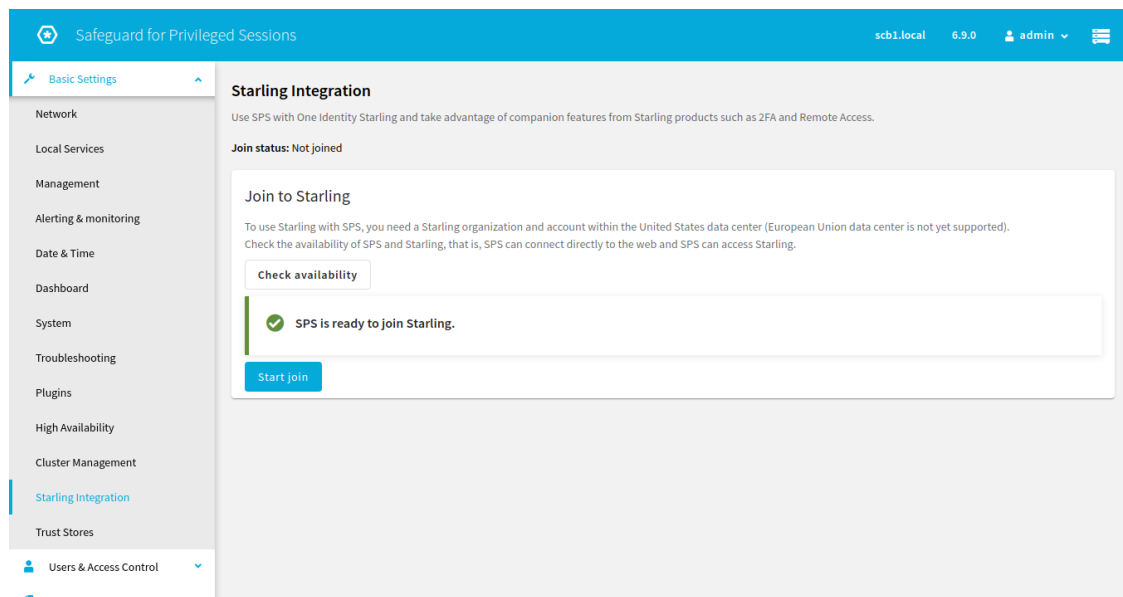 Safeguard for Privileged Sessions
scb1.local 6.9.0 admin
Basic Settings
Network
Local Services
Management
Alerting & monitoring
Date & Time
Dashboard
System
Troubleshooting
Plugins
High Availability
Cluster Management
Starling Integration
Trust Stores
Users & Access Control
Starling Integration
Use SPS with One Identity Starling and take advantage of companion features from Starling products such as 2FA and Remote Access.
Join status: Not joined
Join to Starling
To use Starling with SPS, you need a Starling organization and account within the United States data center (European Union data center is not yet supported).
Check the availability of SPS and Starling, that is, SPS can connect directly to the web and SPS can access Starling.
Check availability
SPS is ready to join Starling.
Start join